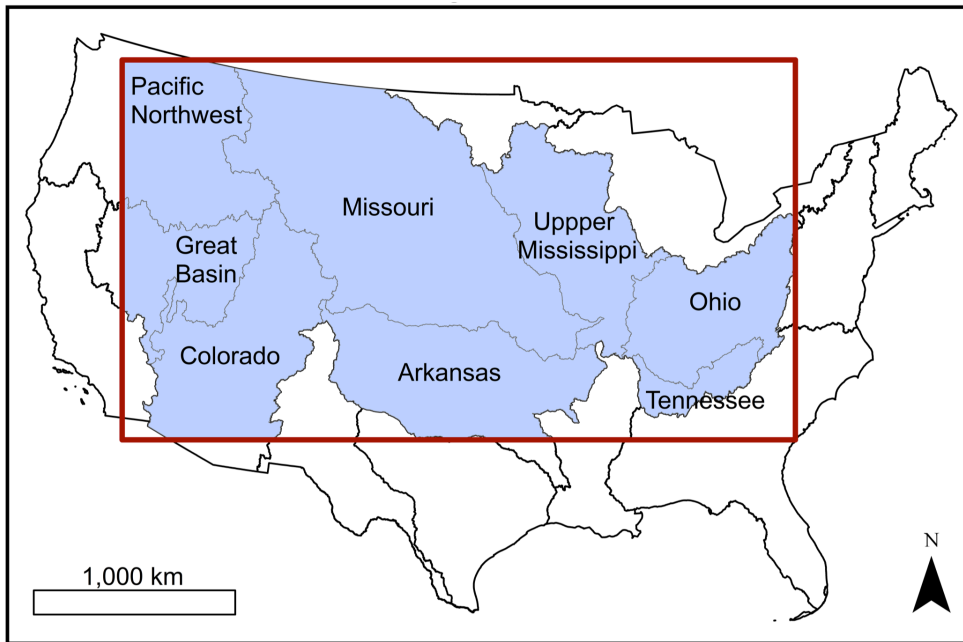 Pacific
Northwest
Missouri
Uppper
Mississippi
Great
Basin
Ohio
Colorado
Arkansas
Tennessee
1,000 km
N